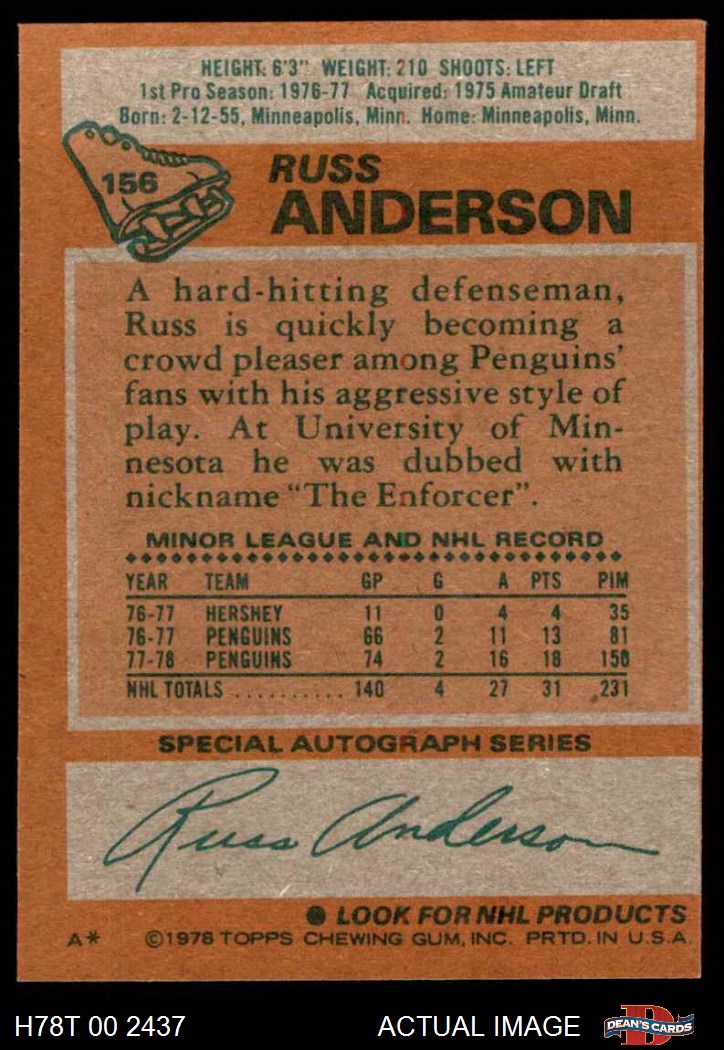 HEIGHT: 6'3" WEIGHT: 210 SHOOTS: LEFT
1st Pro Season: 1976-77 Acquired: 1975 Amateur Draft
Born: 2-12-55, Minneapolis, Minn. Home: Minneapolis, Minn.
156
RUSS
ANDERSON
A hard-hitting defenseman,
Russ is quickly becoming a
crowd pleaser among Penguins'
fans with his aggressive style of
play. At University of Min-
nesota he was dubbed with
nickname "The Enforcer".
MINOR LEAGUE AND NHL RECORD
YEAR TEAM GP G A PTS PIM
76-77 HERSHEY 11 0 4 4 35
76-77 PENGUINS 66 2 11 13 81
77-78 PENGUINS 74 2 16 18 150
NHL TOTALS .......... 140 4 27 31 231
SPECIAL AUTOGRAPH SERIES
Russ Anderson
LOOK FOR NHL PRODUCTS
A* ©1978 TOPPS CHEWING GUM, INC. PRTD. IN U.S.A.
H78T 00 2437 ACTUAL IMAGE DEAN'S CARDS